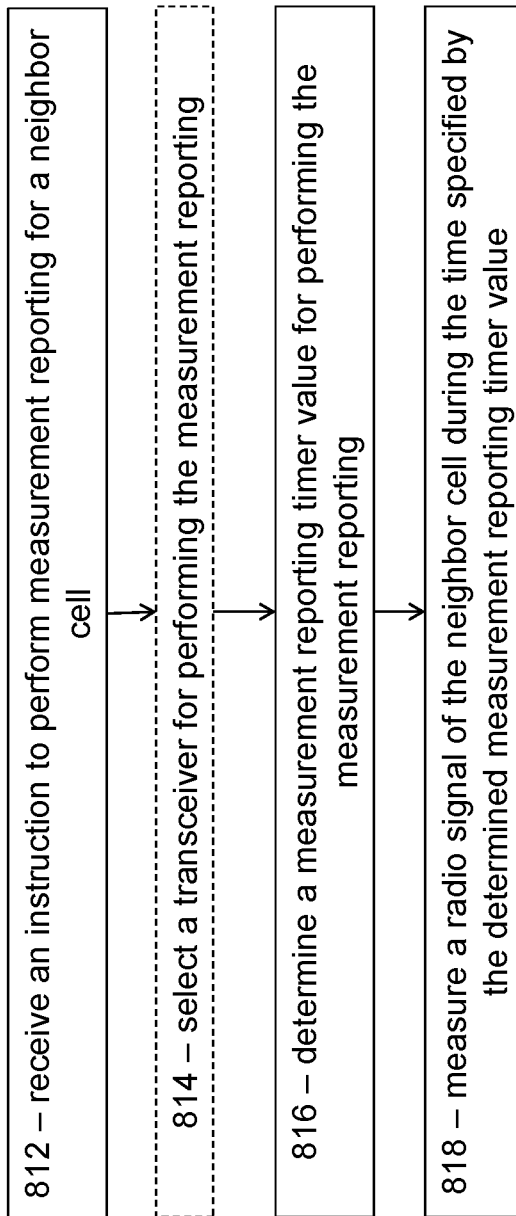 812 – receive an instruction to perform measurement reporting for a neighbor
cell
814 – select a transceiver for performing the measurement reporting
816 – determine a measurement reporting timer value for performing the
measurement reporting
818 – measure a radio signal of the neighbor cell during the time specified by
the determined measurement reporting timer value